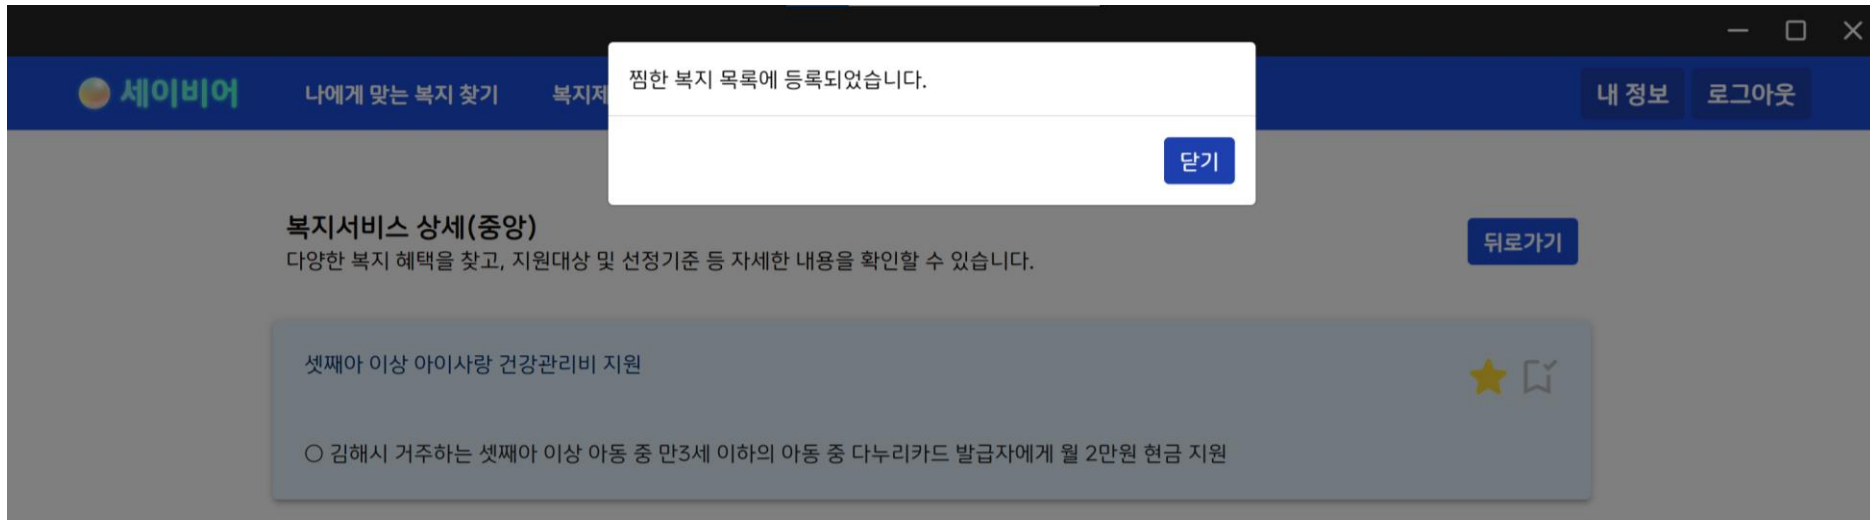 세이비어
나에게 맞는 복지 찾기
복지제
찜한 복지 목록에 등록되었습니다.
닫기
내 정보
로그아웃
복지서비스 상세(중앙)
다양한 복지 혜택을 찾고, 지원대상 및 선정기준 등 자세한 내용을 확인할 수 있습니다.
뒤로가기
셋째아 이상 아이사랑 건강관리비 지원
○ 김해시 거주하는 셋째아 이상 아동 중 만3세 이하의 아동 중 다누리카드 발급자에게 월 2만원 현금 지원